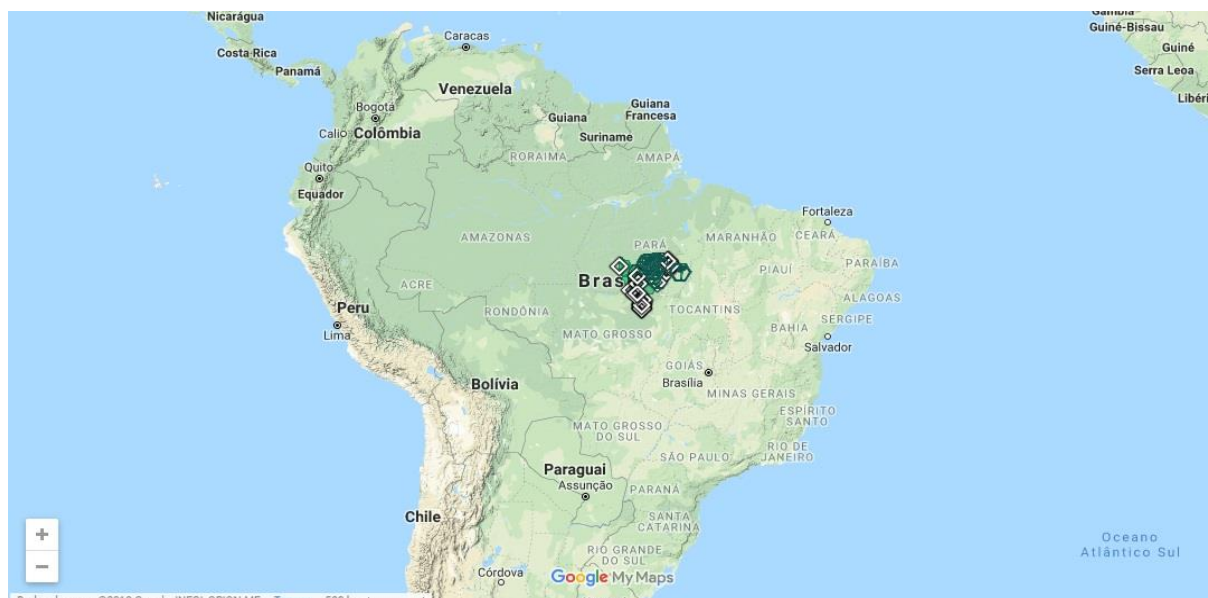 Nicarágua
Costa Rica
Panamá
Caracas
Venezuela
Bogotá
Calio
Colômbia
Guiana
Guiana
Francesa
Suriname
Gâmbia
Guiné-Bissau
Guiné
Serra Leoa
Libéri
Quito
Equador
RORAIMA
AMAPÁ
AMAZONAS
PARÁ
MARANHÃO
Fortaleza
CEARÁ
PIAUÍ
PARAÍBA
Bras
ACRE
Peru
Lima
RONDÔNIA
TOCANTINS
ALAGOAS
SERGIPE
BAHIA
Salvador
MATO GROSSO
GOIÁS
Brasília
Bolívia
MINAS GERAIS
ESPÍRITO
SANTO
MATO GROSSO
DO SUL
RIO DE
JANEIRO
SÃO PAULO
Paraguai
Assunção
PARANÁ
Chile
SANTA
CATARINA
RIO GRANDE
DO SUL
Oceano
Atlântico Sul
Córdova
Google My Maps
+
−